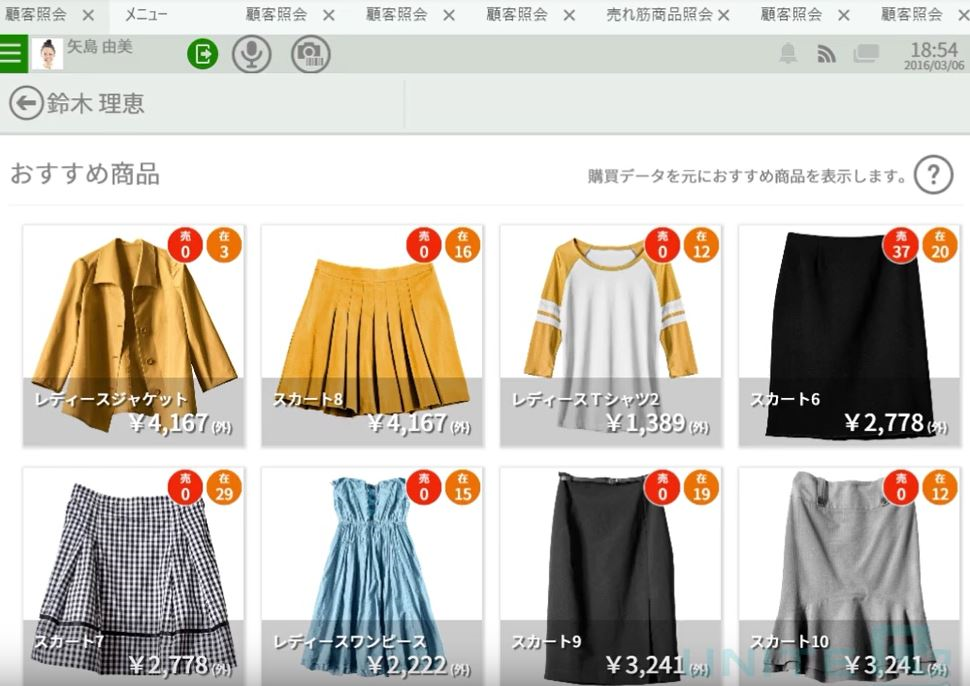 顧客照会 × メニュー 顧客照会 × 顧客照会 × 顧客照会 × 売れ筋商品照会 × 顧客照会 × 顧客照会 ×
矢島 由美
18:54
2016/03/06
鈴木 理恵
おすすめ商品
購買データを元におすすめ商品を表示します。 ?
売 0 在 3
レディースジャケット
¥4,167(外)
売 0 在 16
スカート8
¥4,167(外)
売 0 在 12
レディースTシャツ2
¥1,389(外)
売 37 在 20
スカート6
¥2,778(外)
売 0 在 29
スカート7
¥2,778(外)
売 0 在 15
レディースワンピース
¥2,222(外)
売 0 在 19
スカート9
¥3,241(外)
売 0 在 12
スカート10
¥3,241(外)